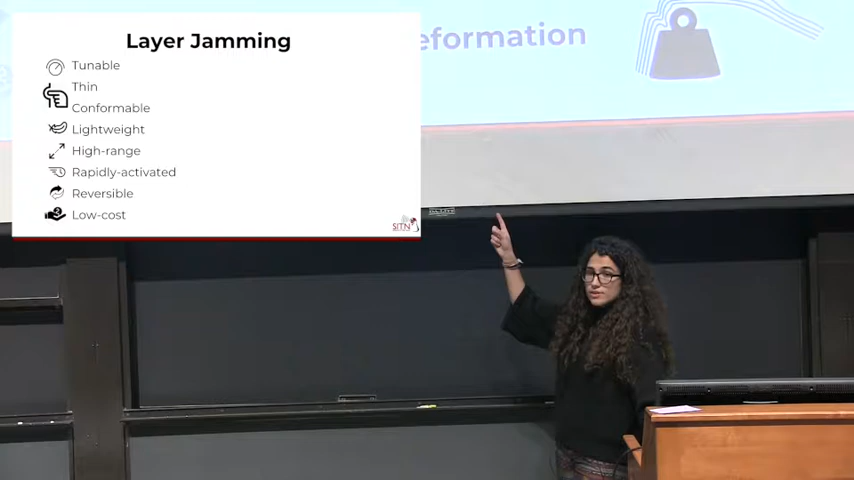 Layer Jamming
eformation
Tunable
Thin
Conformable
Lightweight
High-range
Rapidly-activated
Reversible
Low-cost
SITN